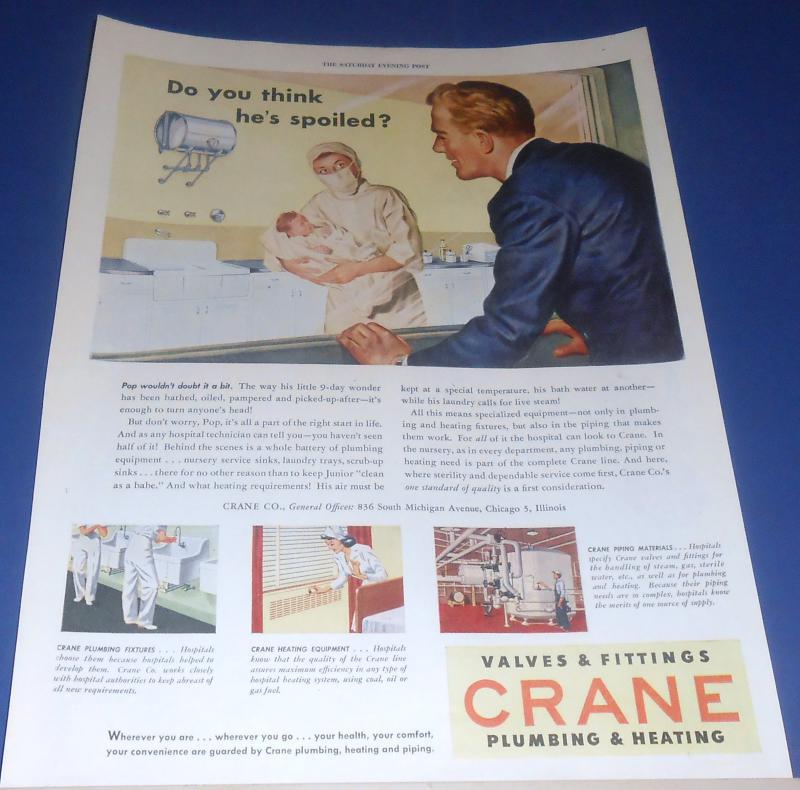 THE SATURDAY EVENING POST
Do you think
he's spoiled?
Pop wouldn't doubt it a bit. The way his little 9-day wonder
has been bathed, oiled, pampered and picked-up-after—it's
enough to turn anyone's head!
But don't worry, Pop, it's all a part of the right start in life.
And as any hospital technician can tell you—you haven't seen
half of it! Behind the scenes is a whole battery of plumbing
equipment . . . nursery service sinks, laundry trays, scrub-up
sinks . . . there for no other reason than to keep Junior "clean
as a babe." And what heating requirements! His air must be
kept at a special temperature, his bath water at another—
while his laundry calls for live steam!
All this means specialized equipment—not only in plumb-
ing and heating fixtures, but also in the piping that makes
them work. For all of it the hospital can look to Crane. In
the nursery, as in every department, any plumbing, piping or
heating need is part of the complete Crane line. And here,
where sterility and dependable service come first, Crane Co.'s
one standard of quality is a first consideration.
CRANE CO., General Offices: 836 South Michigan Avenue, Chicago 5, Illinois
CRANE PLUMBING FIXTURES . . . Hospitals
choose them because hospitals helped to
develop them. Crane Co. works closely
with hospital authorities to keep abreast of
all new requirements.
CRANE HEATING EQUIPMENT . . . Hospitals
know that the quality of the Crane line
assures maximum efficiency in any type of
hospital heating system, using coal, oil or
gas fuel.
CRANE PIPING MATERIALS . . . Hospitals
specify Crane valves and fittings for
the handling of steam, gas, sterile
water, etc., as well as for plumbing
and heating. Because their piping
needs are so complex, hospitals know
the merits of one source of supply.
Wherever you are . . . wherever you go . . . your health, your comfort,
your convenience are guarded by Crane plumbing, heating and piping.
VALVES & FITTINGS
CRANE
PLUMBING & HEATING